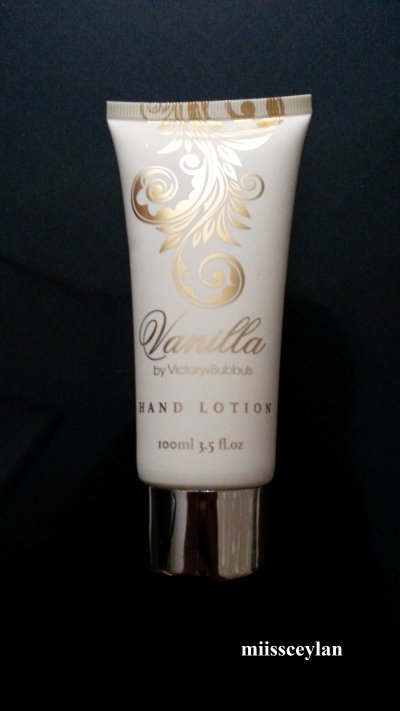 Vanilla
by Victory&Bubbuls
HAND LOTION
100ml 3.5 fl.oz
miissceylan